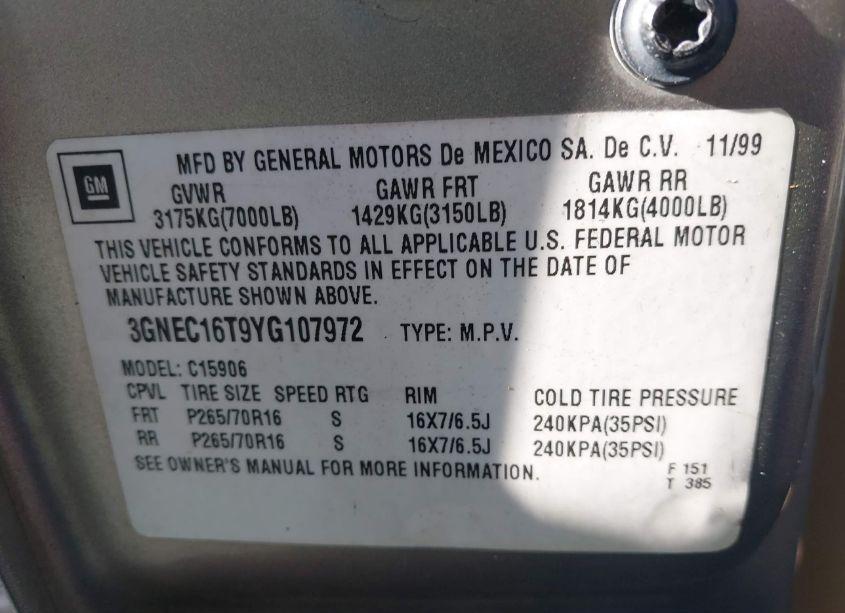 GM
MFD BY GENERAL MOTORS De MEXICO SA. De C.V. 11/99
GVWR GAWR FRT GAWR RR
3175KG(7000LB) 1429KG(3150LB) 1814KG(4000LB)
THIS VEHICLE CONFORMS TO ALL APPLICABLE U.S. FEDERAL MOTOR
VEHICLE SAFETY STANDARDS IN EFFECT ON THE DATE OF
MANUFACTURE SHOWN ABOVE.
3GNEC16T9YG107972 TYPE: M.P.V.
MODEL: C15906
CPVL TIRE SIZE SPEED RTG RIM COLD TIRE PRESSURE
FRT P265/70R16 S 16X7/6.5J 240KPA(35PSI)
RR P265/70R16 S 16X7/6.5J 240KPA(35PSI)
SEE OWNER'S MANUAL FOR MORE INFORMATION.
F 151
T 385